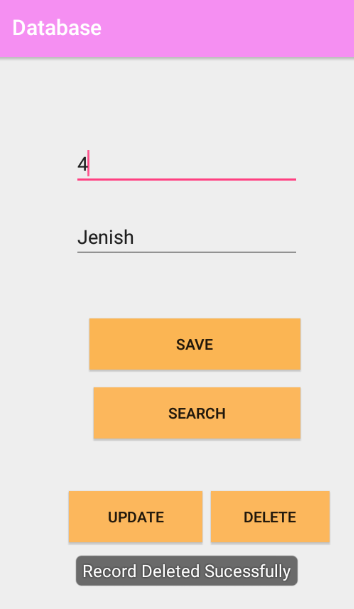 Database
4
Jenish
SAVE
SEARCH
UPDATE DELETE
Record Deleted Sucessfully